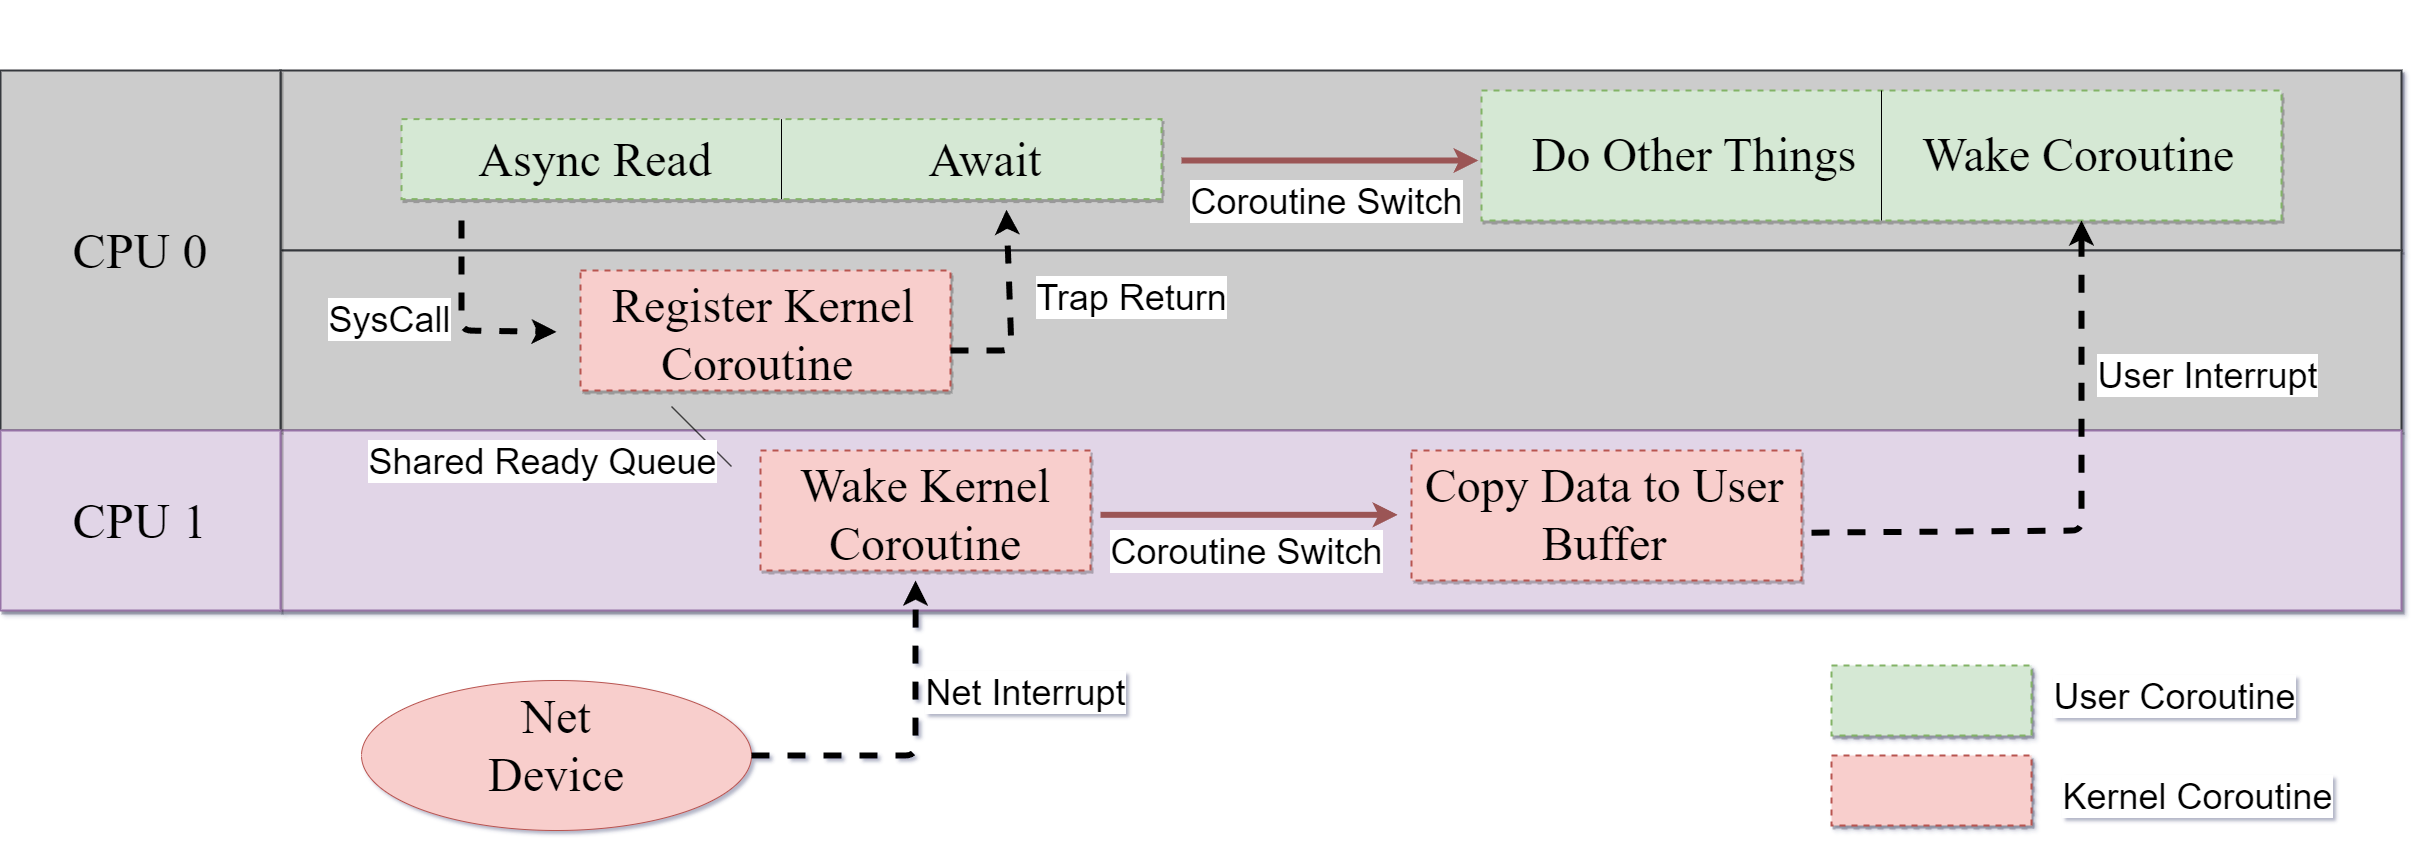 Async Read
Await
Coroutine Switch
Do Other Things
Wake Coroutine
CPU 0
SysCall
Register Kernel
Coroutine
Trap Return
User Interrupt
Shared Ready Queue
CPU 1
Wake Kernel
Coroutine
Coroutine Switch
Copy Data to User
Buffer
Net Interrupt
Net
Device
User Coroutine
Kernel Coroutine